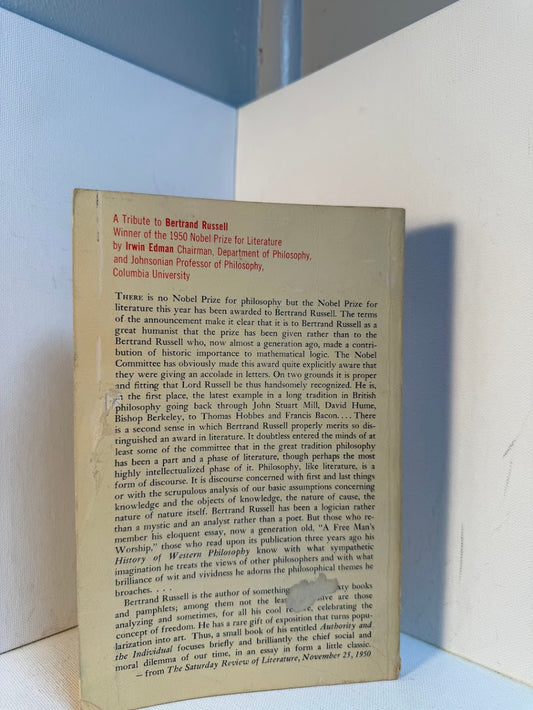 A Tribute to Bertrand Russell
Winner of the 1950 Nobel Prize for Literature
by Irwin Edman Chairman, Department of Philosophy,
and Johnsonian Professor of Philosophy,
Columbia University
THERE is no Nobel Prize for philosophy but the Nobel Prize for
literature this year has been awarded to Bertrand Russell. The terms
of the announcement make it clear that it is to Bertrand Russell as a
great humanist that the prize has been given rather than to the
Bertrand Russell who, now almost a generation ago, made a contri-
bution of historic importance to mathematical logic. The Nobel
Committee has obviously made this award quite explicitly aware that
they were giving an accolade in letters. On two grounds it is proper
and fitting that Lord Russell be thus handsomely recognized. He is,
in the first place, the latest example in a long tradition in British
philosophy going back through John Stuart Mill, David Hume,
Bishop Berkeley, to Thomas Hobbes and Francis Bacon. . . . There
is a second sense in which Bertrand Russell properly merits so dis-
tinguished an award in literature. It doubtless entered the minds of at
least some of the committee that in the great tradition philosophy
has been a part and a phase of literature, though perhaps the most
highly intellectualized phase of it. Philosophy, like literature, is a
form of discourse. It is discourse concerned with first and last things
or with the scrupulous analysis of our basic assumptions concerning
knowledge and the objects of knowledge, the nature of cause, the
nature of nature itself. Bertrand Russell has been a logician rather
than a mystic and an analyst rather than a poet. But those who re-
member his eloquent essay, now a generation old, "A Free Man's
Worship," those who read upon its publication three years ago his
History of Western Philosophy know with what sympathetic
imagination he treats the views of other philosophers and with what
brilliance of wit and vividness he adorns the philosophical themes he
broaches. . . .
Bertrand Russell is the author of something xty books
and pamphlets; among them not the lea ve are those
analyzing and sometimes, for all his cool re ve, celebrating the
concept of freedom. He has a rare gift of exposition that turns popu-
larization into art. Thus, a small book of his entitled Authority and
the Individual focuses briefly and brilliantly the chief social and
moral dilemma of our time, in an essay in form a little classic.
— from The Saturday Review of Literature, November 25, 1950